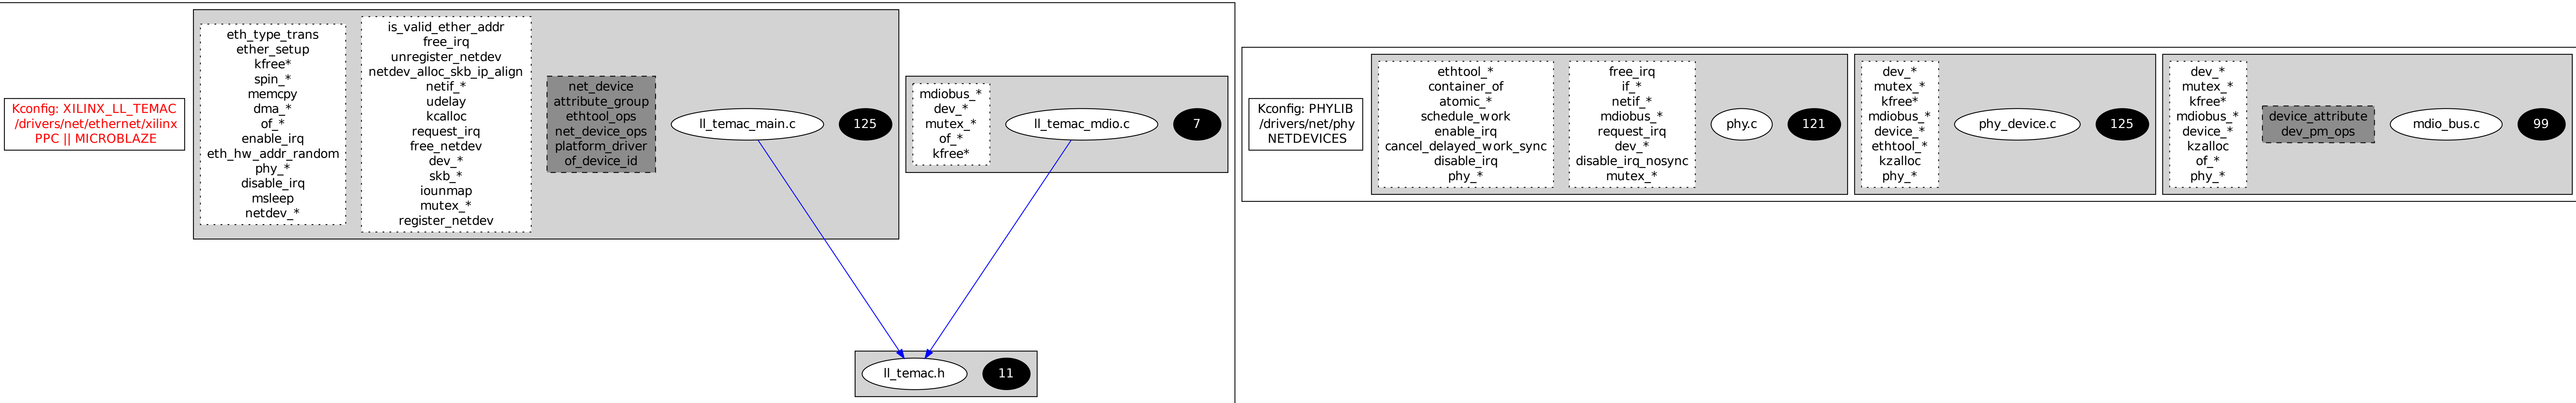 Kconfig: XILINX_LL_TEMAC
/drivers/net/ethernet/xilinx
PPC || MICROBLAZE
eth_type_trans
ether_setup
kfree*
spin_*
memcpy
dma_*
of_*
enable_irq
eth_hw_addr_random
phy_*
disable_irq
msleep
netdev_*
is_valid_ether_addr
free_irq
unregister_netdev
netdev_alloc_skb_ip_align
netif_*
udelay
kcalloc
request_irq
free_netdev
dev_*
skb_*
iounmap
mutex_*
register_netdev
net_device
attribute_group
ethtool_ops
net_device_ops
platform_driver
of_device_id
ll_temac_main.c
125
mdiobus_*
dev_*
mutex_*
of_*
kfree*
ll_temac_mdio.c
7
ll_temac.h
11
Kconfig: PHYLIB
/drivers/net/phy
NETDEVICES
ethtool_*
container_of
atomic_*
schedule_work
enable_irq
cancel_delayed_work_sync
disable_irq
phy_*
free_irq
if_*
netif_*
mdiobus_*
request_irq
dev_*
disable_irq_nosync
mutex_*
phy.c
121
dev_*
mutex_*
kfree*
mdiobus_*
device_*
ethtool_*
kzalloc
phy_*
phy_device.c
125
dev_*
mutex_*
kfree*
mdiobus_*
device_*
kzalloc
of_*
phy_*
device_attribute
dev_pm_ops
mdio_bus.c
99